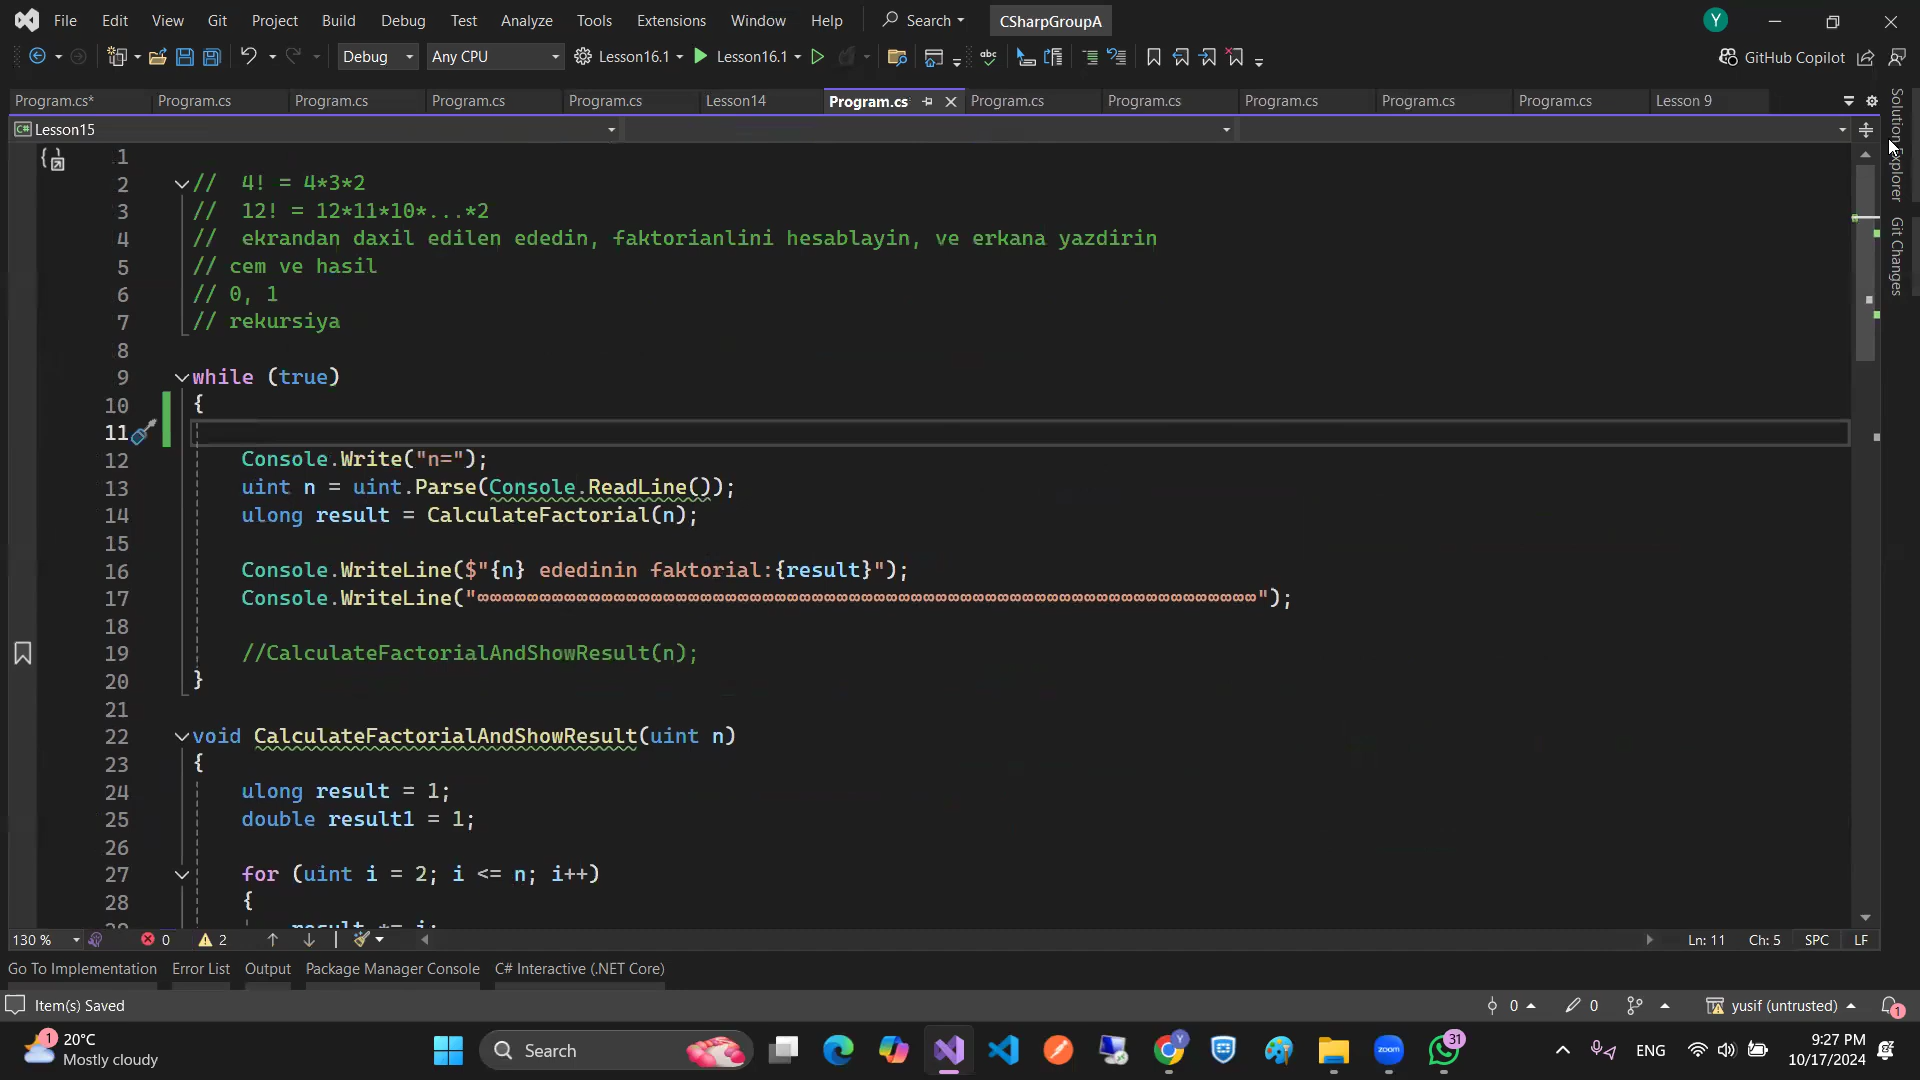 File Edit View Git Project Build Debug Test Analyze Tools Extensions Window Help Search CSharpGroupA Y
Debug Any CPU Lesson16.1 Lesson16.1 GitHub Copilot
Program.cs* Program.cs Program.cs Program.cs Program.cs Lesson14 Program.cs Program.cs Program.cs Program.cs Program.cs Program.cs Lesson 9
C# Lesson15
Solution Explorer
Git Changes
1
2 // 4! = 4*3*2
3 // 12! = 12*11*10*...*2
4 // ekrandan daxil edilen ededin, faktorianlini hesablayin, ve erkana yazdirin
5 // cem ve hasil
6 // 0, 1
7 // rekursiya
8
9 while (true)
10 {
11
12 Console.Write("n=");
13 uint n = uint.Parse(Console.ReadLine());
14 ulong result = CalculateFactorial(n);
15
16 Console.WriteLine($"{n} ededinin faktorial:{result}");
17 Console.WriteLine("∞∞∞∞∞∞∞∞∞∞∞∞∞∞∞∞∞∞∞∞∞∞∞∞∞∞∞∞∞∞∞∞∞∞∞∞∞∞∞∞∞∞∞∞∞∞∞∞∞∞∞∞∞∞∞∞∞∞∞∞∞∞∞");
18
19 //CalculateFactorialAndShowResult(n);
20 }
21
22 void CalculateFactorialAndShowResult(uint n)
23 {
24 ulong result = 1;
25 double result1 = 1;
26
27 for (uint i = 2; i <= n; i++)
28 {
result *= i;
130 % 0 2 Ln: 11 Ch: 5 SPC LF
Go To Implementation Error List Output Package Manager Console C# Interactive (.NET Core)
Item(s) Saved 0 0 yusif (untrusted) 1
1 20°C
Mostly cloudy
Search zoom 31 ENG
9:27 PM
10/17/2024